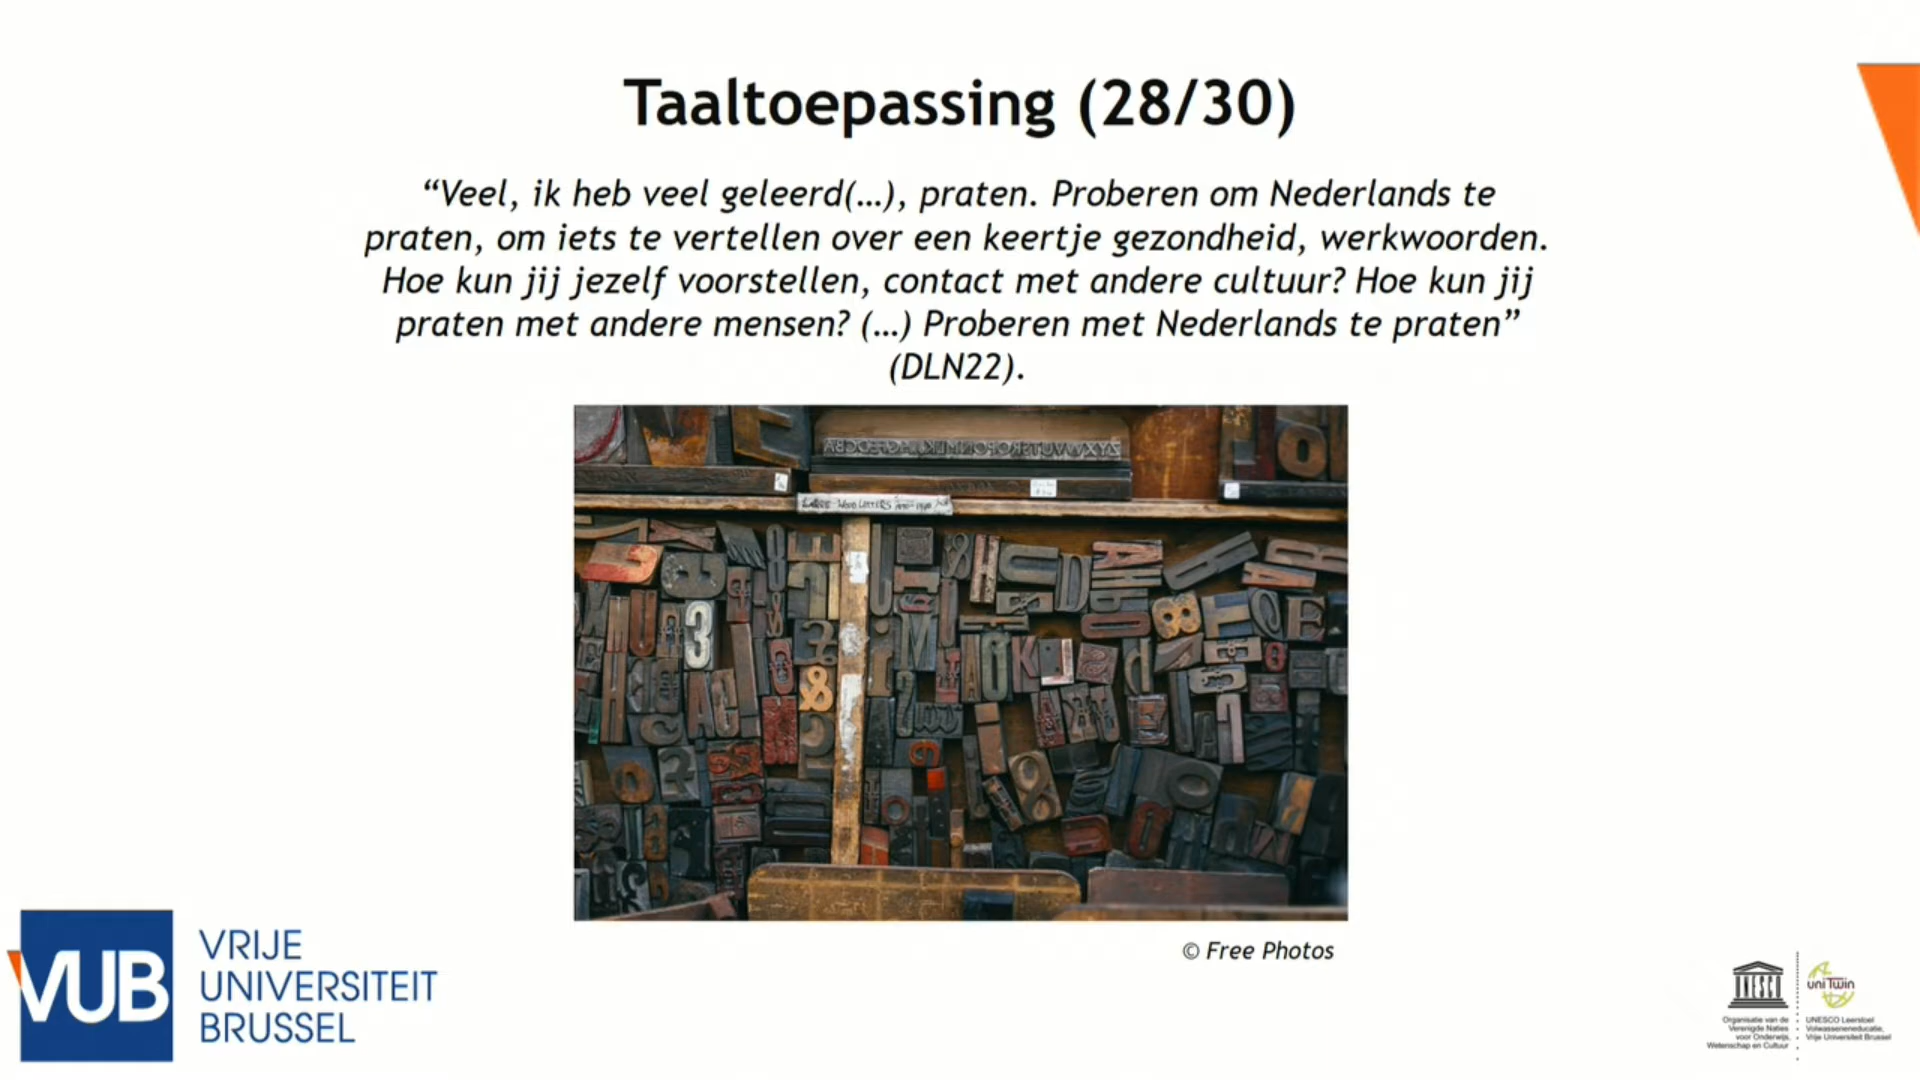 Taaltoepassing (28/30)
“Veel, ik heb veel geleerd(…), praten. Proberen om Nederlands te
praten, om iets te vertellen over een keertje gezondheid, werkwoorden.
Hoe kun jij jezelf voorstellen, contact met andere cultuur? Hoe kun jij
praten met andere mensen? (…) Proberen met Nederlands te praten”
(DLN22).
© Free Photos
VUB
VRIJE
UNIVERSITEIT
BRUSSEL
UNESCO
uniTwin
Organisatie van de
Verenigde Naties
voor Onderwijs,
Wetenschap en Cultuur
UNESCO Leerstoel
Volwasseneneducatie,
Vrije Universiteit Brussel